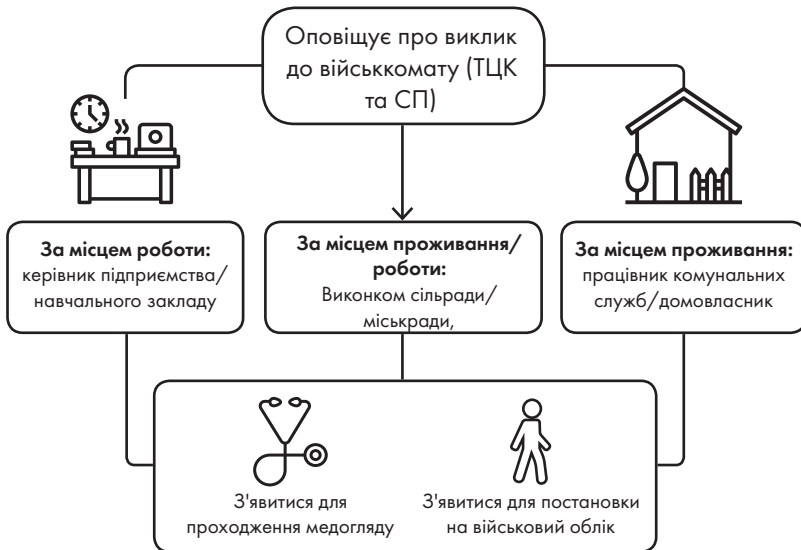 Оповіщує про виклик
до військкомату (ТЦК
та СП)
За місцем роботи:
керівник підприємства/
навчального закладу
За місцем проживання/
роботи:
Виконком сільради/
міськради,
За місцем проживання:
працівник комунальних
служб/домовласник
З'явитися для
проходження медогляду
З'явитися для постановки
на військовий облік